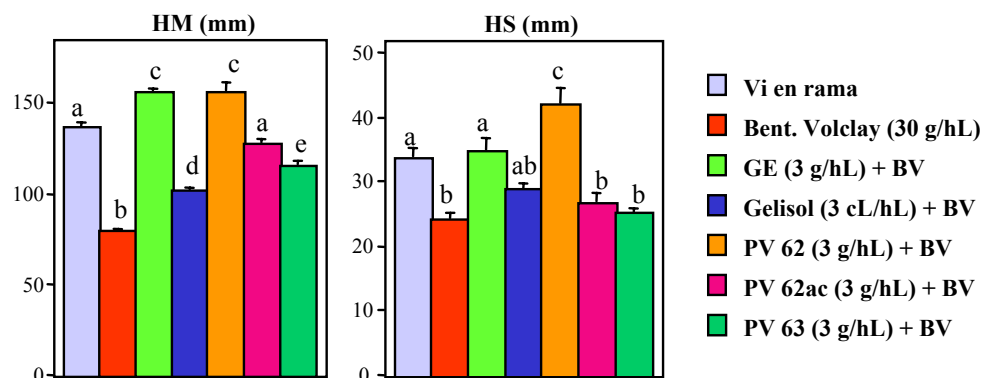 HM (mm)
HS (mm)
150
100
50
0
a
b
c
d
c
a
e
50
40
30
20
10
0
a
b
a
ab
c
b
b
Vi en rama
Bent. Volclay (30 g/hL)
GE (3 g/hL) + BV
Gelisol (3 cL/hL) + BV
PV 62 (3 g/hL) + BV
PV 62ac (3 g/hL) + BV
PV 63 (3 g/hL) + BV